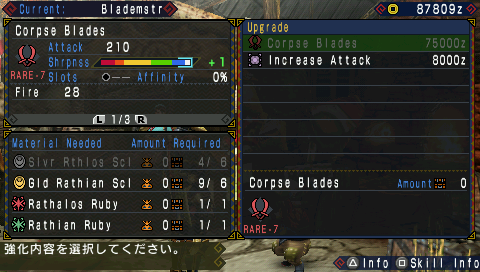 Current: Blademstr
87809z
Corpse Blades
Attack 210
Shrpnss +1
RARE-7 Slots ●-- Affinity 0%
Fire 28
L 1/3 R
Upgrade
Corpse Blades 75000z
Increase Attack 8000z
Material Needed Amount Required
Slvr Rthlos Scl 4/ 6
Gld Rathian Scl 0 9/ 6
Rathalos Ruby 0 1/ 1
Rathian Ruby 0 1/ 1
Corpse Blades Amount 0
RARE-7
強化内容を選択してください。
△ Info □ Skill Info